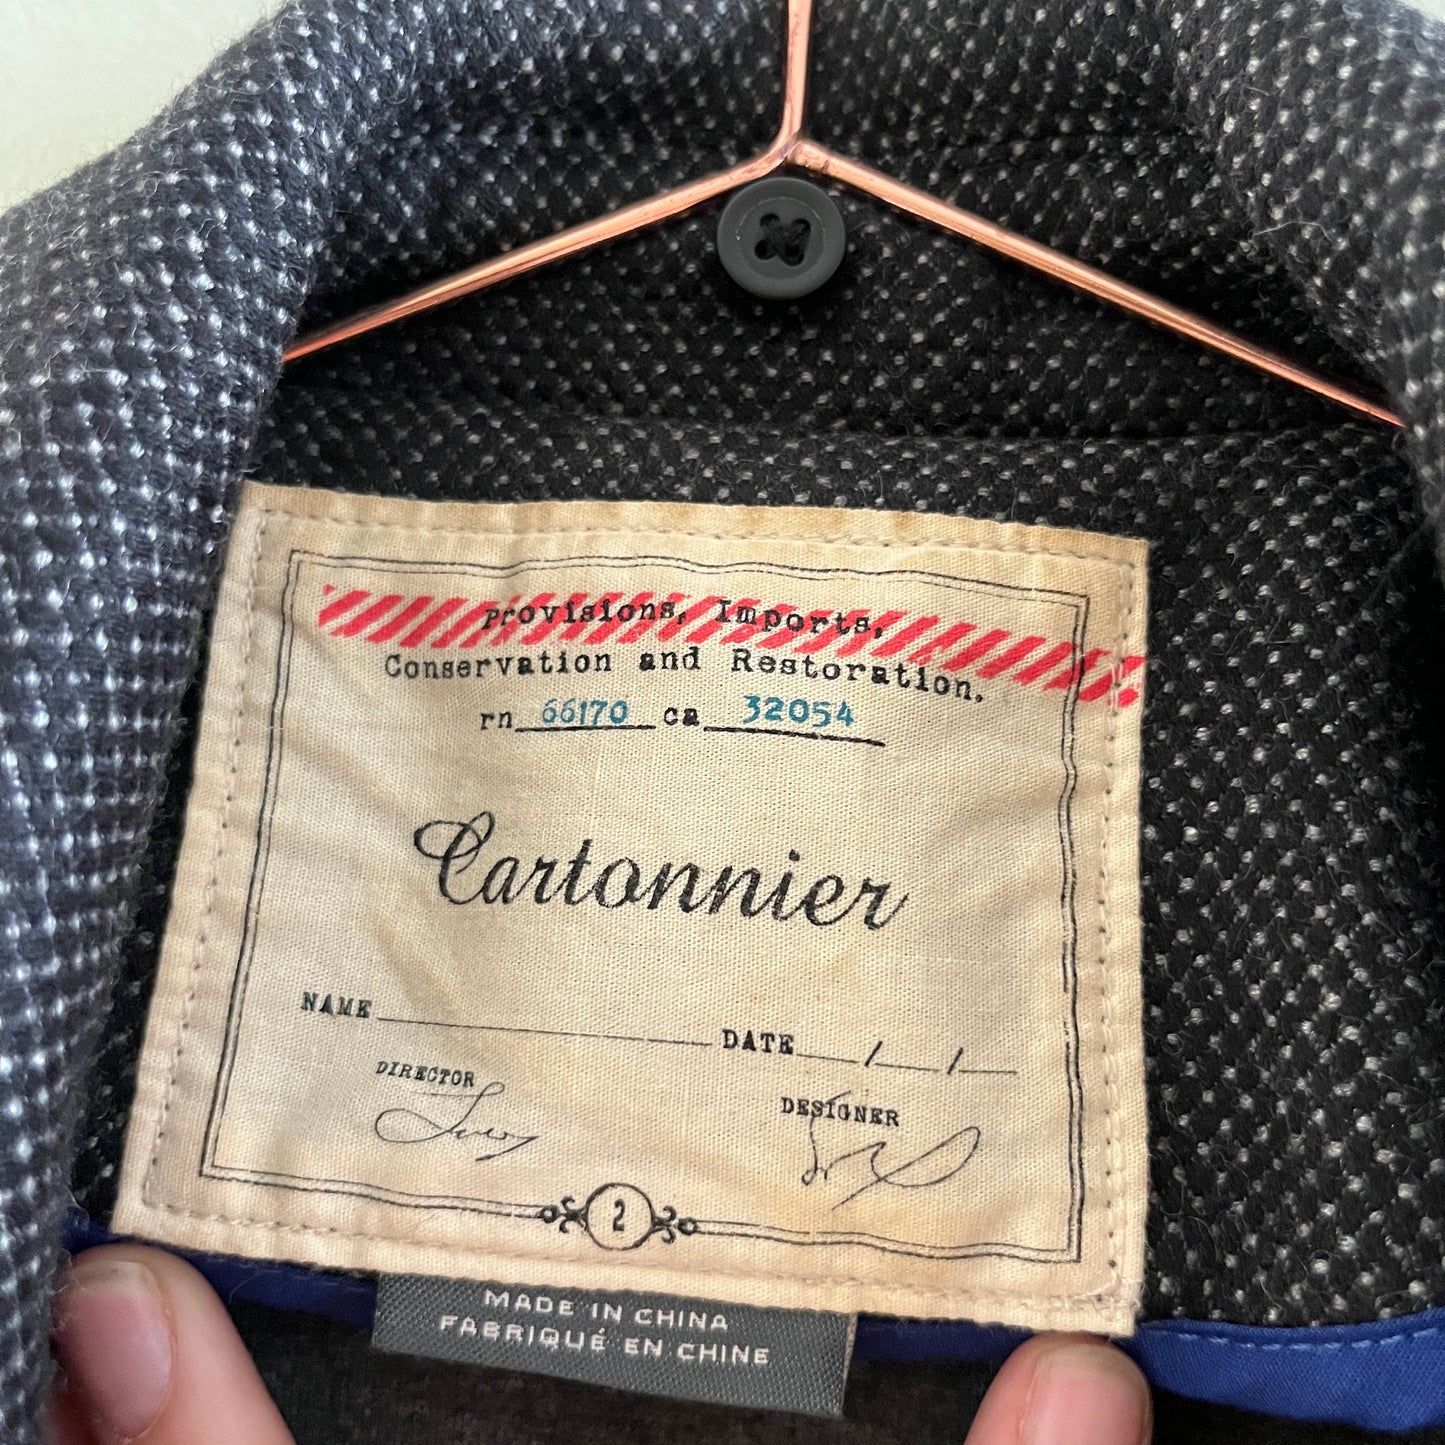 Provisions, Imports,
Conservation and Restoration.
rn 66170 ca 32054
Cartonnier
NAME DATE / /
DIRECTOR
DESIGNER
2
MADE IN CHINA
FABRIQUÉ EN CHINE